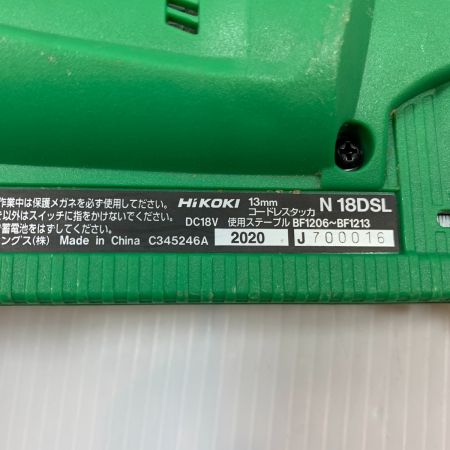 作業中は保護メガネを必ず使用してください。 HiKOKI 13mm コードレスタッカ N 18DSL
以外はスイッチに指をかけないでください。 DC18V 使用ステープル BF1206~BF1213
蓄電池をはずしてください。
ングス(株) Made in China C345246A 2020 J 700016